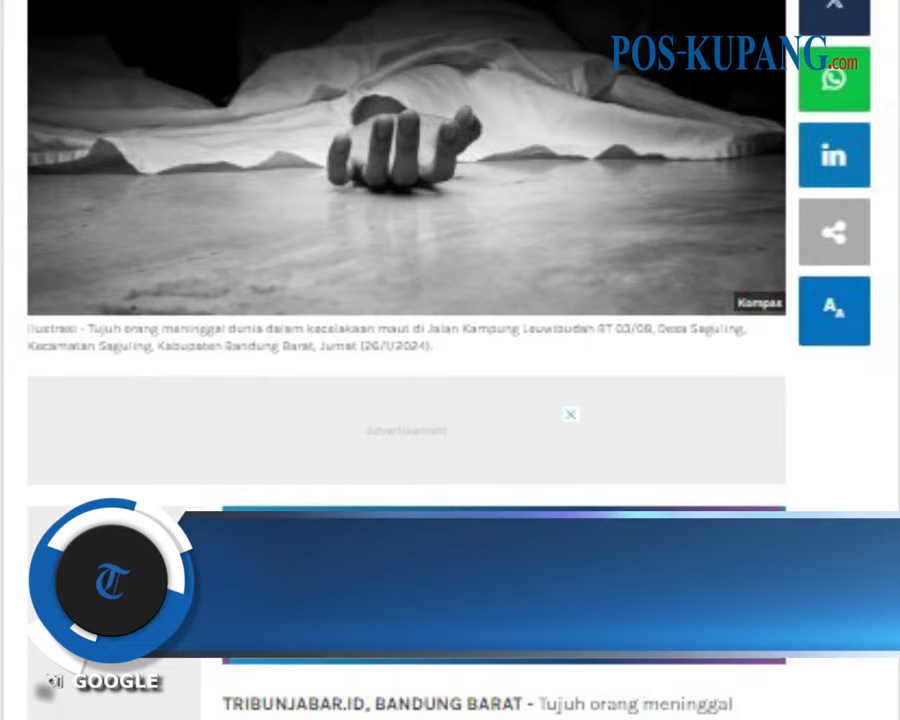 POS-KUPANG.com
in
Kompas
Ilustrasi - Tujuh orang meninggal dunia dalam kecelakaan maut di Jalan Kampung Leuwibudah RT 03/08, Desa Saguling,
Kecamatan Saguling, Kabupaten Bandung Barat, Jumat (26/1/2024).
Advertisement
T
GOOGLE
TRIBUNJABAR.ID, BANDUNG BARAT - Tujuh orang meninggal